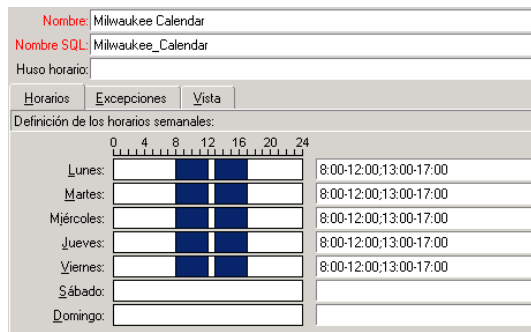 Nombre: Milwaukee Calendar
Nombre SQL: Milwaukee_Calendar
Huso horario:
Horarios Excepciones Vista
Definición de los horarios semanales:
0 4 8 12 16 20 24
Lunes: 8:00-12:00;13:00-17:00
Martes: 8:00-12:00;13:00-17:00
Miércoles: 8:00-12:00;13:00-17:00
Jueves: 8:00-12:00;13:00-17:00
Viernes: 8:00-12:00;13:00-17:00
Sábado:
Domingo: